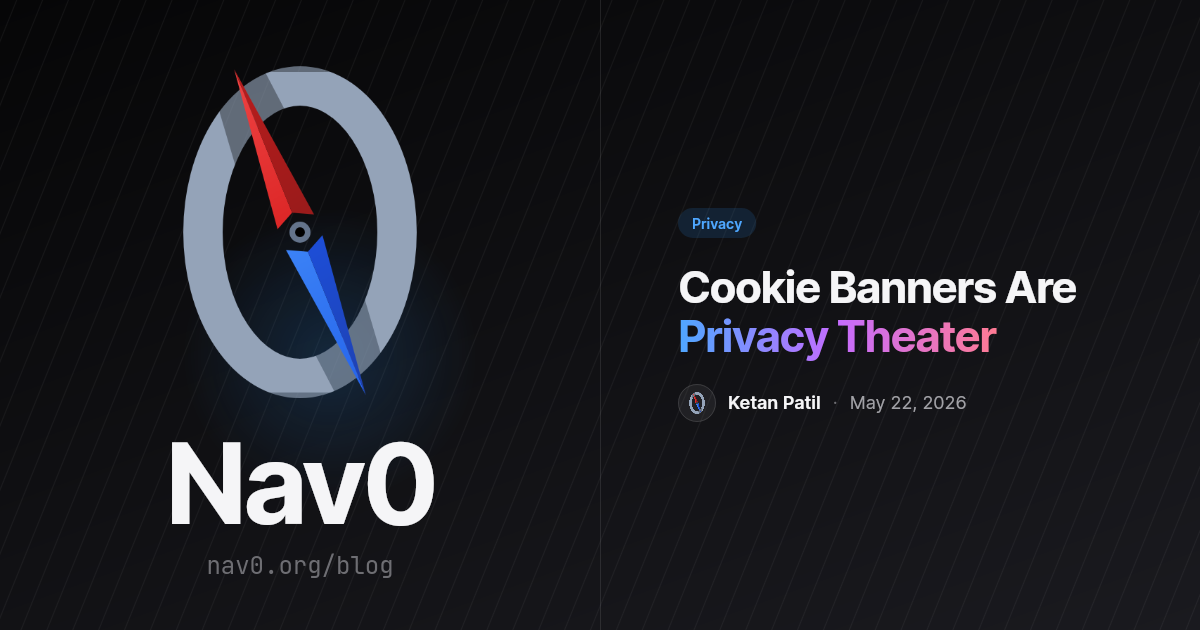 Nav0
nav0.org/blog
Privacy
Cookie Banners Are
Privacy Theater
Ketan Patil · May 22, 2026